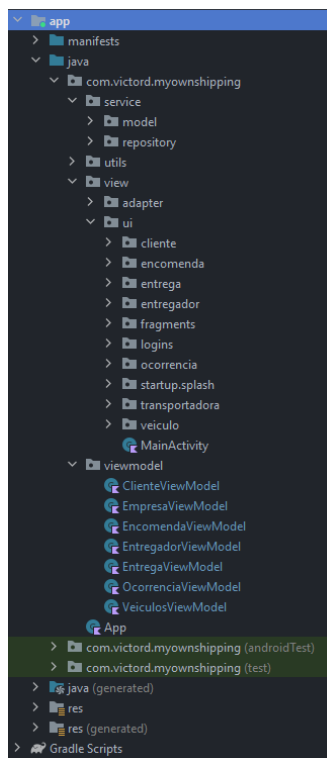 app
manifests
java
com.victord.myownshipping
service
model
repository
utils
view
adapter
ui
cliente
encomenda
entrega
entregador
fragments
logins
ocorrencia
startup.splash
transportadora
veiculo
MainActivity
viewmodel
ClienteViewModel
EmpresaViewModel
EncomendaViewModel
EntregadorViewModel
EntregaViewModel
OcorrenciaViewModel
VeiculosViewModel
App
com.victord.myownshipping (androidTest)
com.victord.myownshipping (test)
java (generated)
res
res (generated)
Gradle Scripts